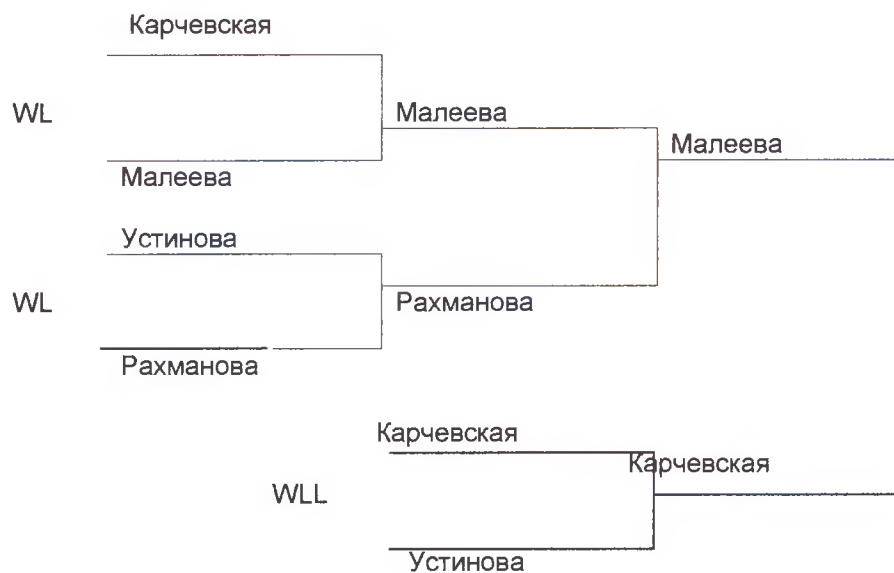 Карчевская
WL
Малеева
Малеева
Малеева
Устинова
WL
Рахманова
Рахманова
Карчевская
Карчевская
WLL
Устинова